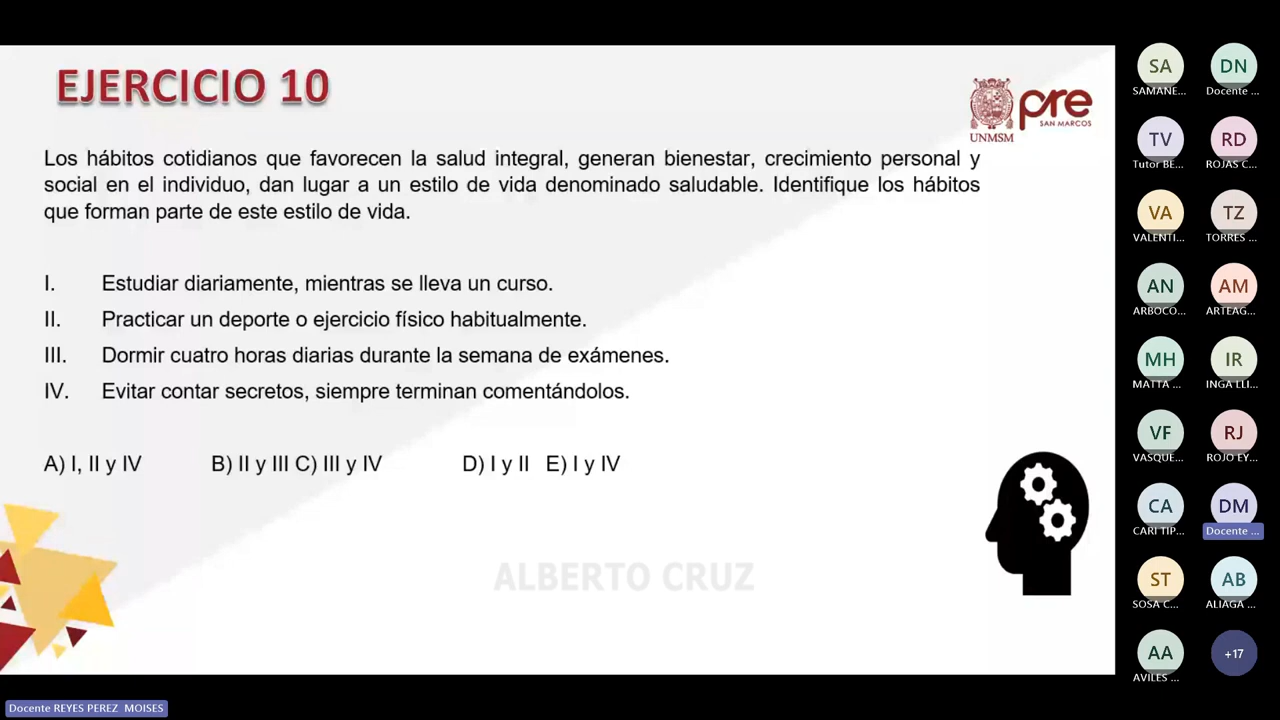 EJERCICIO 10
UNMSM
pre
SAN MARCOS
Los hábitos cotidianos que favorecen la salud integral, generan bienestar, crecimiento personal y
social en el individuo, dan lugar a un estilo de vida denominado saludable. Identifique los hábitos
que forman parte de este estilo de vida.
I. Estudiar diariamente, mientras se lleva un curso.
II. Practicar un deporte o ejercicio físico habitualmente.
III. Dormir cuatro horas diarias durante la semana de exámenes.
IV. Evitar contar secretos, siempre terminan comentándolos.
A) I, II y IV B) II y III C) III y IV D) I y II E) I y IV
ALBERTO CRUZ
SA DN
SAMANE... Docente ...
TV RD
Tutor BE... ROJAS C...
VA TZ
VALENTI... TORRES ...
AN AM
ARBOCO... ARTEAG...
MH IR
MATTA ... INGA LLI...
VF RJ
VASQUE... ROJO EY...
CA DM
CARI TIP... Docente ...
ST AB
SOSA C... ALIAGA ...
AA +17
AVILES ...
Docente REYES PEREZ MOISES